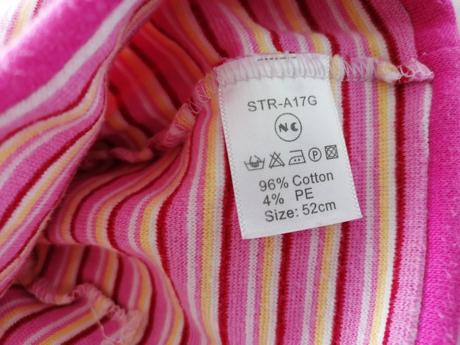 STR-A17G
NC
P
96% Cotton
4% PE
Size: 52cm